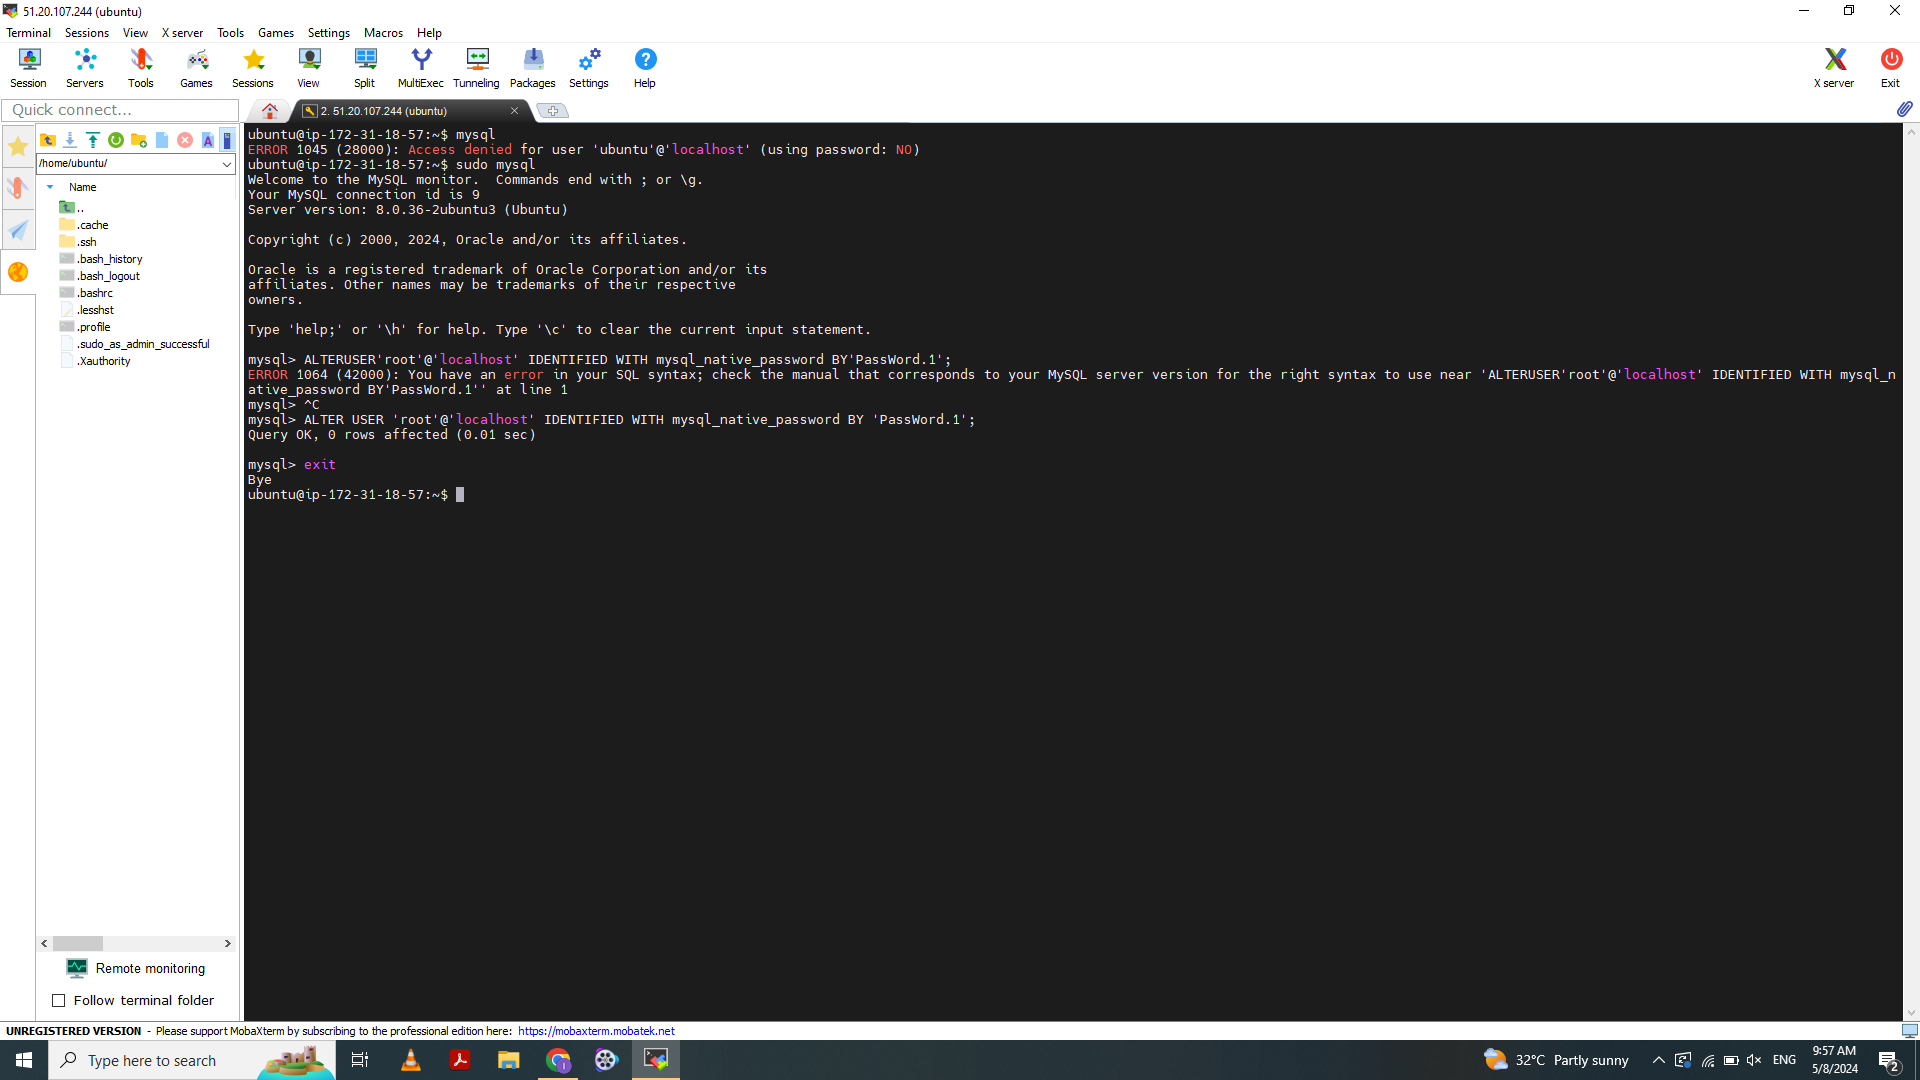 51.20.107.244 (ubuntu)
Terminal Sessions View X server Tools Games Settings Macros Help
Session Servers Tools Games Sessions View Split MultiExec Tunneling Packages Settings Help X server Exit
Quick connect...
2. 51.20.107.244 (ubuntu)
/home/ubuntu/
Name
..
.cache
.ssh
.bash_history
.bash_logout
.bashrc
.lesshst
.profile
.sudo_as_admin_successful
.Xauthority
Remote monitoring
Follow terminal folder
ubuntu@ip-172-31-18-57:~$ mysql
ERROR 1045 (28000): Access denied for user 'ubuntu'@'localhost' (using password: NO)
ubuntu@ip-172-31-18-57:~$ sudo mysql
Welcome to the MySQL monitor.  Commands end with ; or \g.
Your MySQL connection id is 9
Server version: 8.0.36-2ubuntu3 (Ubuntu)
Copyright (c) 2000, 2024, Oracle and/or its affiliates.
Oracle is a registered trademark of Oracle Corporation and/or its
affiliates. Other names may be trademarks of their respective
owners.
Type 'help;' or '\h' for help. Type '\c' to clear the current input statement.
mysql> ALTERUSER'root'@'localhost' IDENTIFIED WITH mysql_native_password BY'PassWord.1';
ERROR 1064 (42000): You have an error in your SQL syntax; check the manual that corresponds to your MySQL server version for the right syntax to use near 'ALTERUSER'root'@'localhost' IDENTIFIED WITH mysql_n
ative_password BY'PassWord.1'' at line 1
mysql> ^C
mysql> ALTER USER 'root'@'localhost' IDENTIFIED WITH mysql_native_password BY 'PassWord.1';
Query OK, 0 rows affected (0.01 sec)
mysql> exit
Bye
ubuntu@ip-172-31-18-57:~$
UNREGISTERED VERSION - Please support MobaXterm by subscribing to the professional edition here: https://mobaxterm.mobatek.net
Type here to search
32°C Partly sunny
ENG
9:57 AM
5/8/2024
2